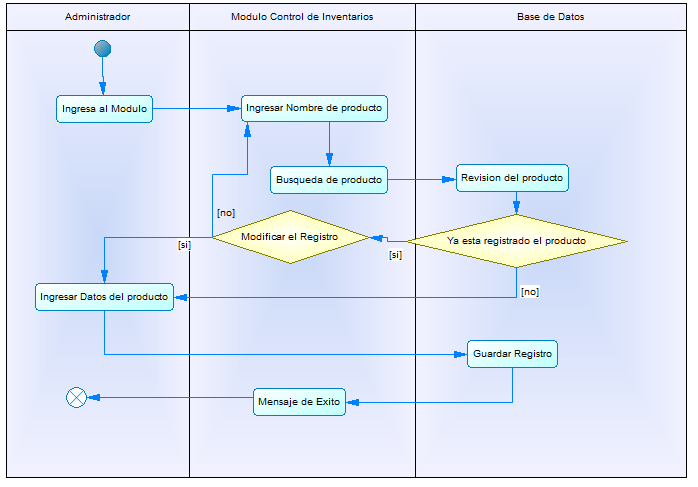 Administrador
Modulo Control de Inventarios
Base de Datos
Ingresa al Modulo
Ingresar Nombre de producto
Busqueda de producto
Revision del producto
[no]
Modificar el Registro
Ya esta registrado el producto
[si]
[si]
Ingresar Datos del producto
[no]
Guardar Registro
Mensaje de Exito